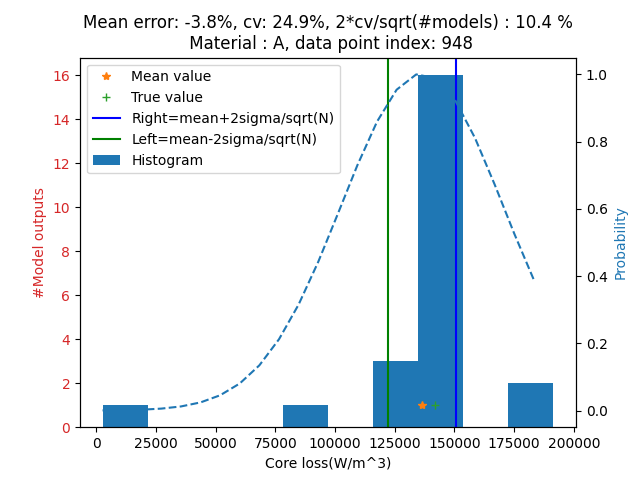 Mean error: -3.8%, cv: 24.9%, 2*cv/sqrt(#models) : 10.4 %
Material : A, data point index: 948
Mean value
True value
Right=mean+2sigma/sqrt(N)
Left=mean-2sigma/sqrt(N)
Histogram
#Model outputs
16
14
12
10
8
6
4
2
0
1.0
0.8
0.6
0.4
0.2
0.0
Probability
0 25000 50000 75000 100000 125000 150000 175000 200000
Core loss(W/m^3)